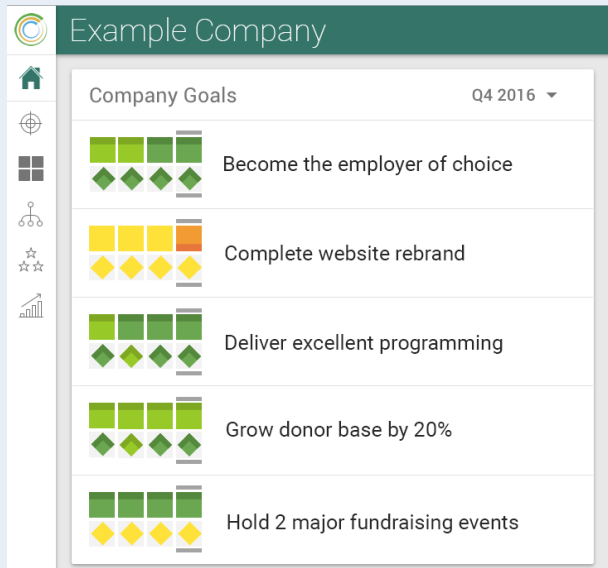 Example Company
Company Goals
Q4 2016
Become the employer of choice
Complete website rebrand
Deliver excellent programming
Grow donor base by 20%
Hold 2 major fundraising events